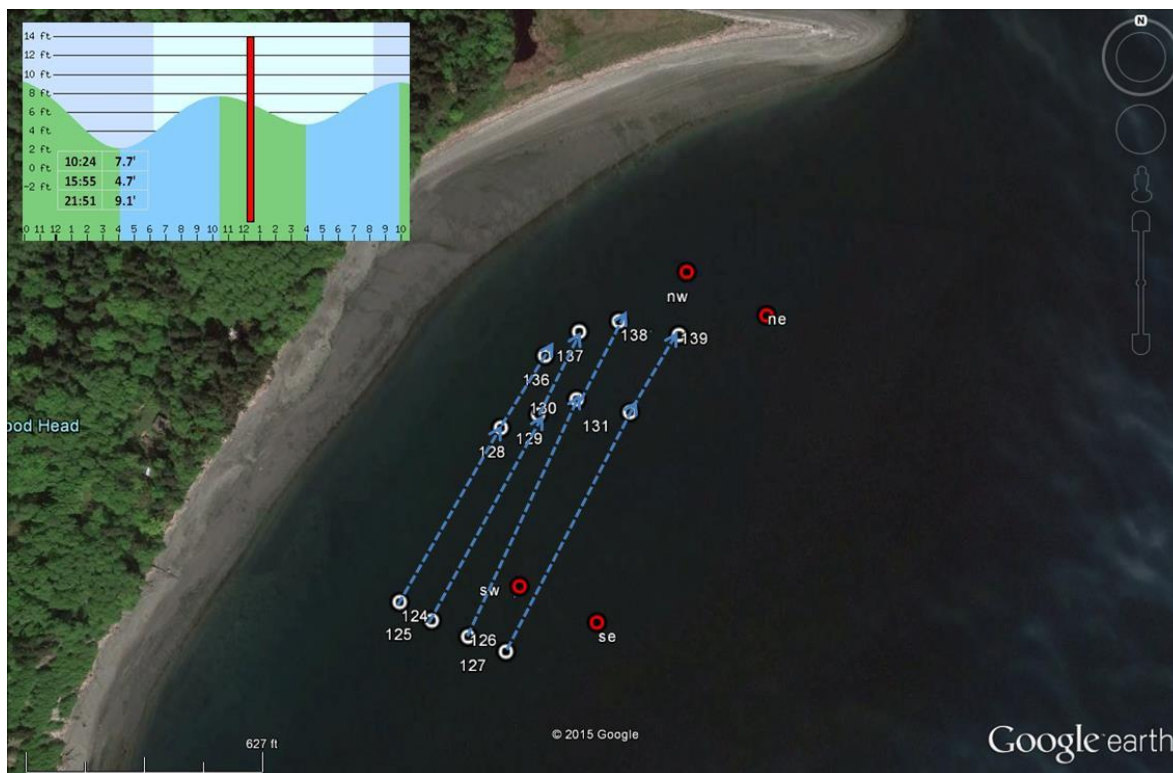 14 ft
12 ft
10 ft
8 ft
6 ft
4 ft
2 ft
0 ft
-2 ft
10:24 7.7'
15:55 4.7'
21:51 9.1'
0 11 12 1 2 3 4 5 6 7 8 9 10 11 12 1 2 3 4 5 6 7 8 9 10
N
nw
ne
138
139
137
136
130
131
129
128
ood Head
sw
124
125
126
se
127
© 2015 Google
627 ft
Google earth